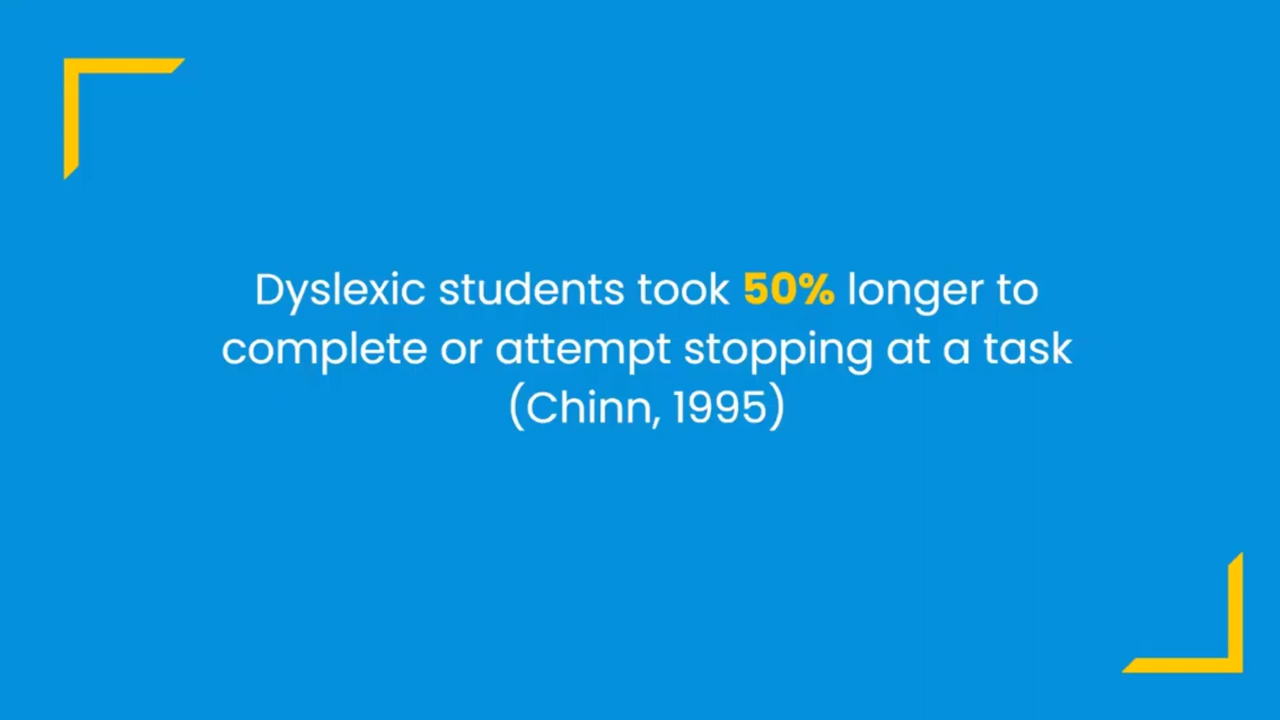 Dyslexic students took 50% longer to
complete or attempt stopping at a task
(Chinn, 1995)